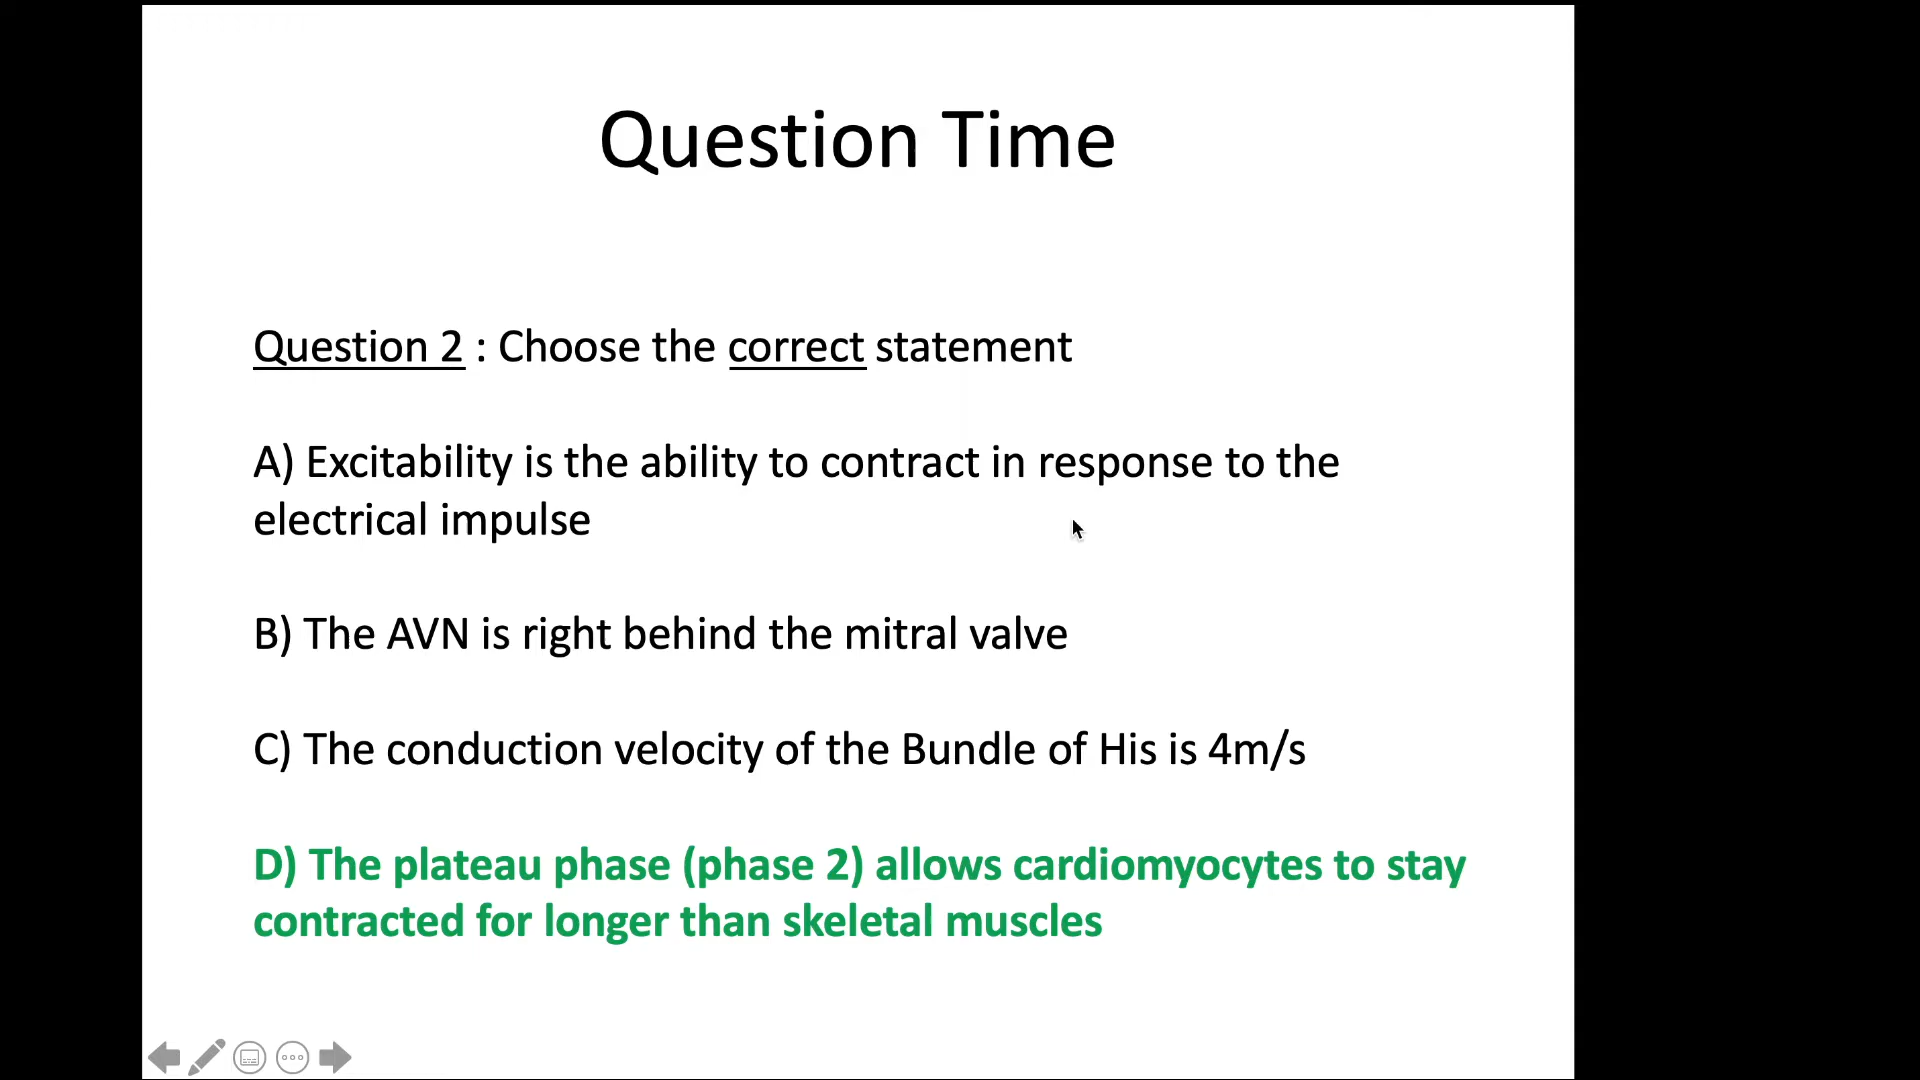 Question Time
Question 2 : Choose the correct statement
A) Excitability is the ability to contract in response to the
electrical impulse
B) The AVN is right behind the mitral valve
C) The conduction velocity of the Bundle of His is 4m/s
D) The plateau phase (phase 2) allows cardiomyocytes to stay
contracted for longer than skeletal muscles